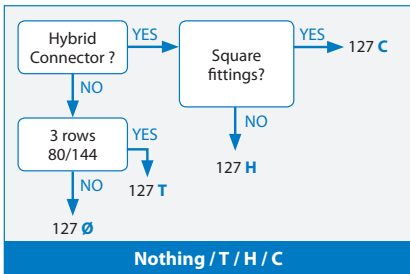 Hybrid
Connector ?
YES
Square
fittings?
YES
127 C
NO
3 rows
80/144
YES
NO
127 H
127 T
NO
127 Ø
Nothing / T / H / C